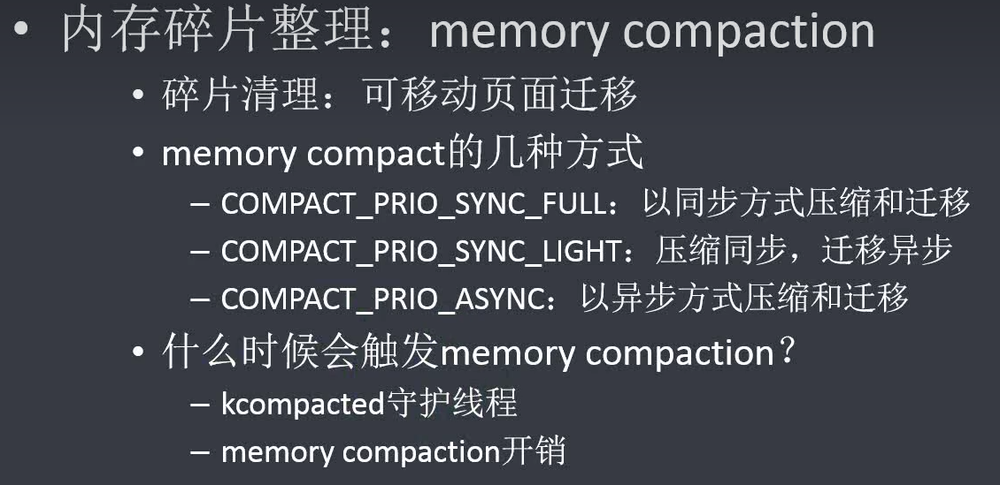 • 内存碎片整理：memory compaction
• 碎片清理：可移动页面迁移
• memory compact的几种方式
– COMPACT_PRIO_SYNC_FULL：以同步方式压缩和迁移
– COMPACT_PRIO_SYNC_LIGHT：压缩同步，迁移异步
– COMPACT_PRIO_ASYNC：以异步方式压缩和迁移
• 什么时候会触发memory compaction？
– kcompacted守护线程
– memory compaction开销